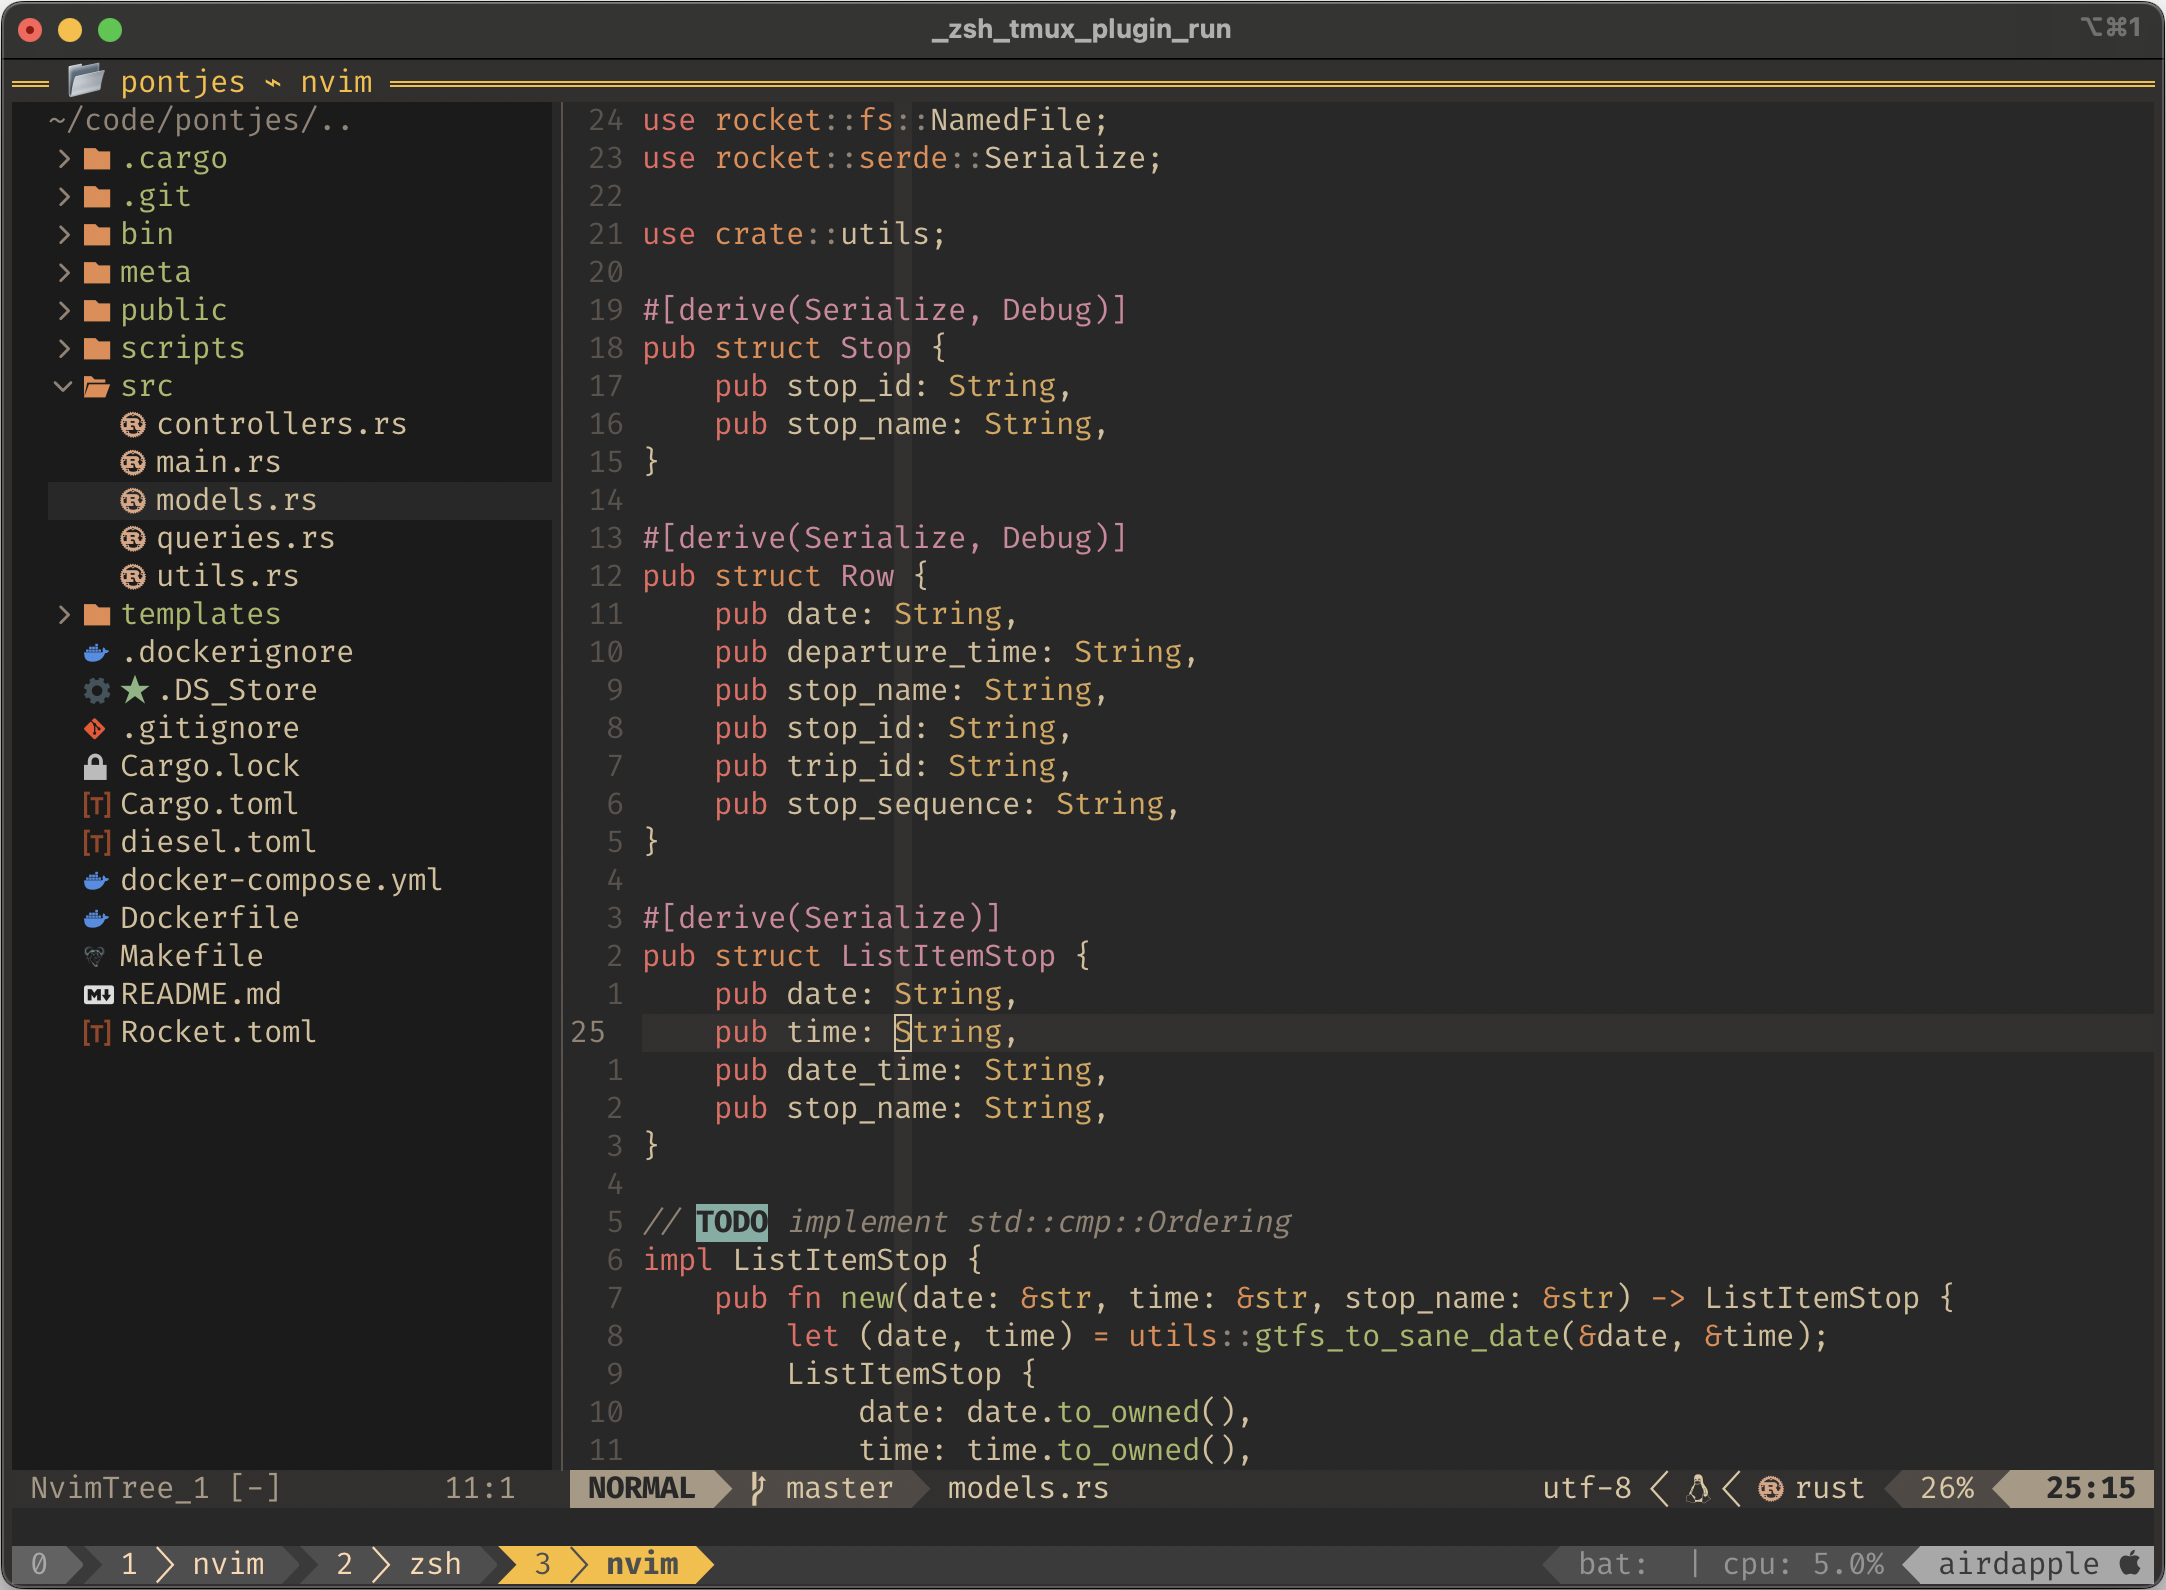 _zsh_tmux_plugin_run
⌥⌘1
pontjes ⌁ nvim
~/code/pontjes/..
.cargo
.git
bin
meta
public
scripts
src
controllers.rs
main.rs
models.rs
queries.rs
utils.rs
templates
.dockerignore
★ .DS_Store
.gitignore
Cargo.lock
[T] Cargo.toml
[T] diesel.toml
docker-compose.yml
Dockerfile
Makefile
M↓ README.md
[T] Rocket.toml
24 use rocket::fs::NamedFile;
23 use rocket::serde::Serialize;
22
21 use crate::utils;
20
19 #[derive(Serialize, Debug)]
18 pub struct Stop {
17     pub stop_id: String,
16     pub stop_name: String,
15 }
14
13 #[derive(Serialize, Debug)]
12 pub struct Row {
11     pub date: String,
10     pub departure_time: String,
9     pub stop_name: String,
8     pub stop_id: String,
7     pub trip_id: String,
6     pub stop_sequence: String,
5 }
4
3 #[derive(Serialize)]
2 pub struct ListItemStop {
1     pub date: String,
25     pub time: String,
1     pub date_time: String,
2     pub stop_name: String,
3 }
4
5 // TODO implement std::cmp::Ordering
6 impl ListItemStop {
7     pub fn new(date: &str, time: &str, stop_name: &str) -> ListItemStop {
8         let (date, time) = utils::gtfs_to_sane_date(&date, &time);
9         ListItemStop {
10             date: date.to_owned(),
11             time: time.to_owned(),
NvimTree_1 [-] 11:1
NORMAL master models.rs utf-8 rust 26% 25:15
0 1 nvim 2 zsh 3 nvim bat: | cpu: 5.0% airdapple